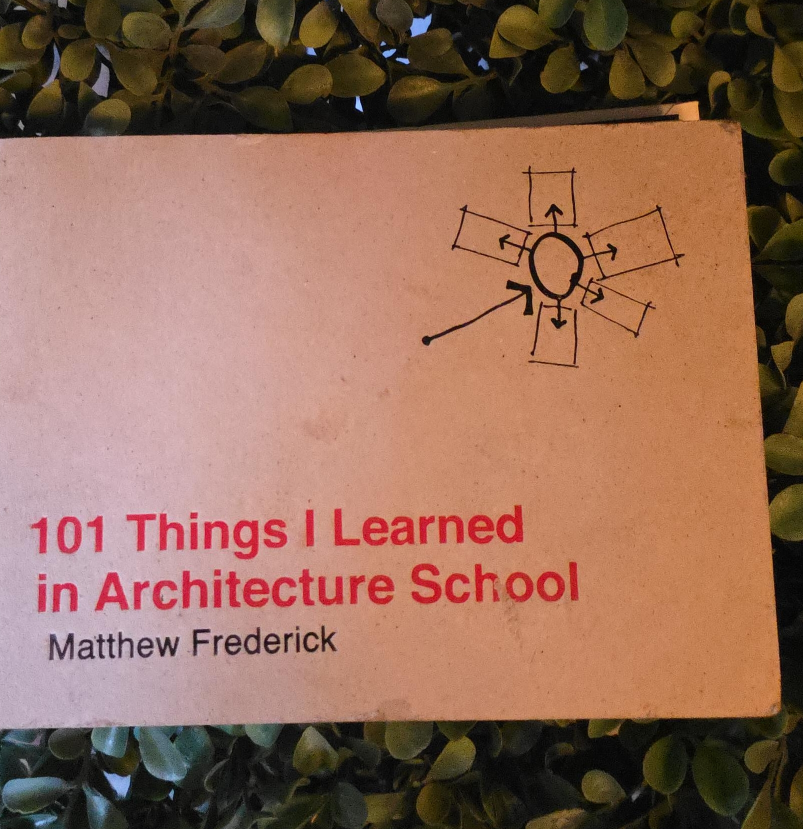 101 Things I Learned
in Architecture School
Matthew Frederick